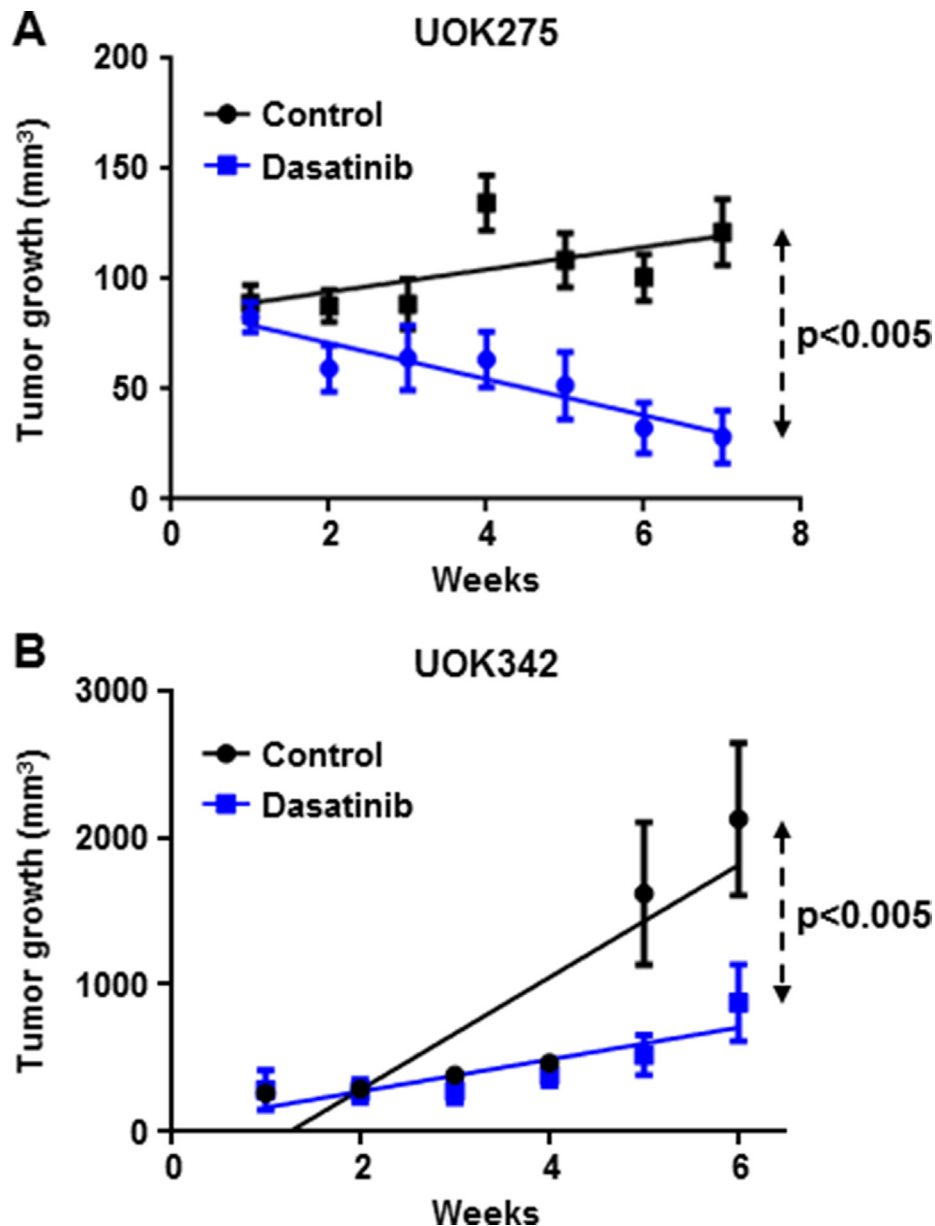 A
UOK275
Tumor growth (mm³)
200
150
100
50
0
Control
Dasatinib
p<0.005
0 2 4 6 8
Weeks
B
UOK342
Tumor growth (mm³)
3000
2000
1000
0
Control
Dasatinib
p<0.005
0 2 4 6
Weeks